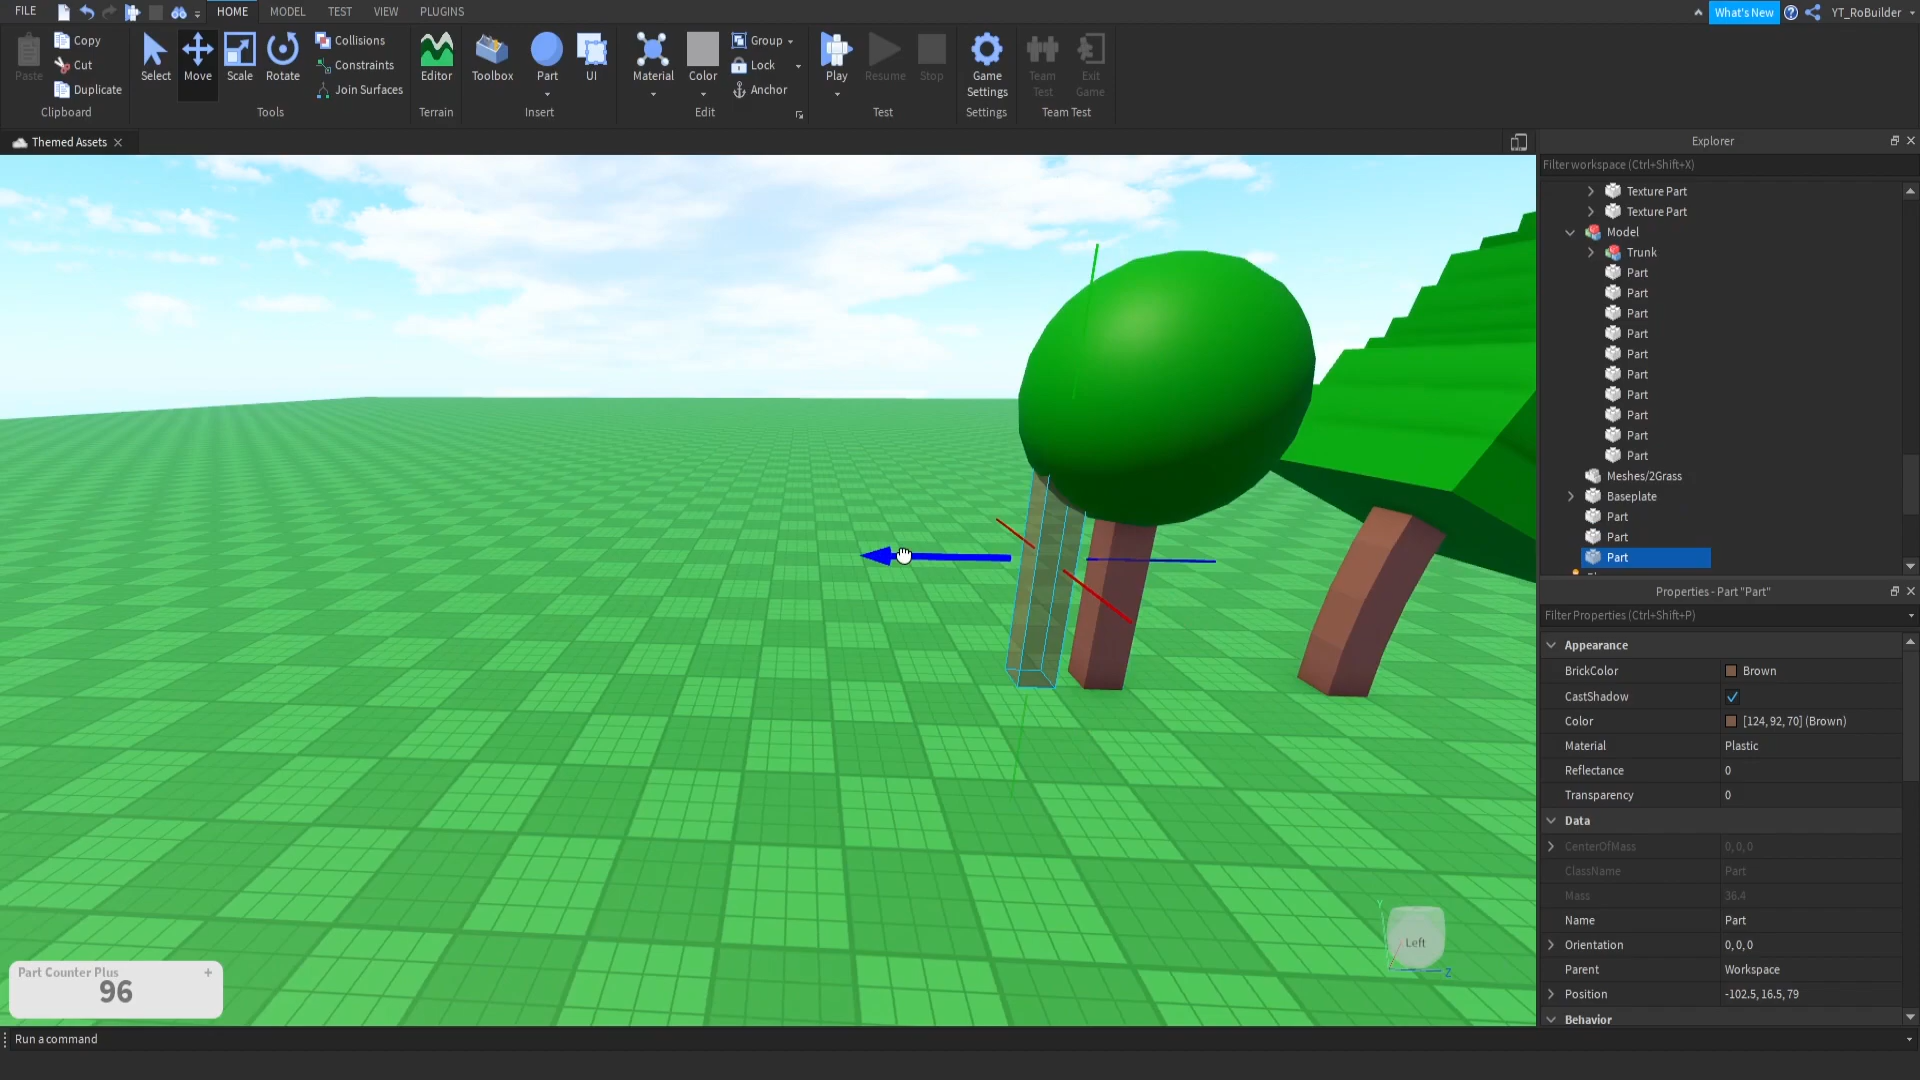 FILE HOME MODEL TEST VIEW PLUGINS What's New YT_RoBuilder
Paste Copy Cut Duplicate Clipboard
Select Move Scale Rotate Collisions Constraints Join Surfaces Tools
Editor Terrain
Toolbox Part UI Insert
Material Color Group Lock Anchor Edit
Play Resume Stop Test
Game Settings Settings
Team Test Exit Game Team Test
Themed Assets
Explorer
Filter workspace (Ctrl+Shift+X)
Texture Part
Texture Part
Model
Trunk
Part
Part
Part
Part
Part
Part
Part
Part
Part
Part
Meshes/2Grass
Baseplate
Part
Part
Part
Properties - Part "Part"
Filter Properties (Ctrl+Shift+P)
Appearance
BrickColor Brown
CastShadow
Color [124, 92, 70] (Brown)
Material Plastic
Reflectance 0
Transparency 0
Data
CenterOfMass 0, 0, 0
ClassName Part
Mass 36.4
Name Part
Orientation 0, 0, 0
Parent Workspace
Position -102.5, 16.5, 79
Behavior
Y
Left
Z
Part Counter Plus +
96
Run a command